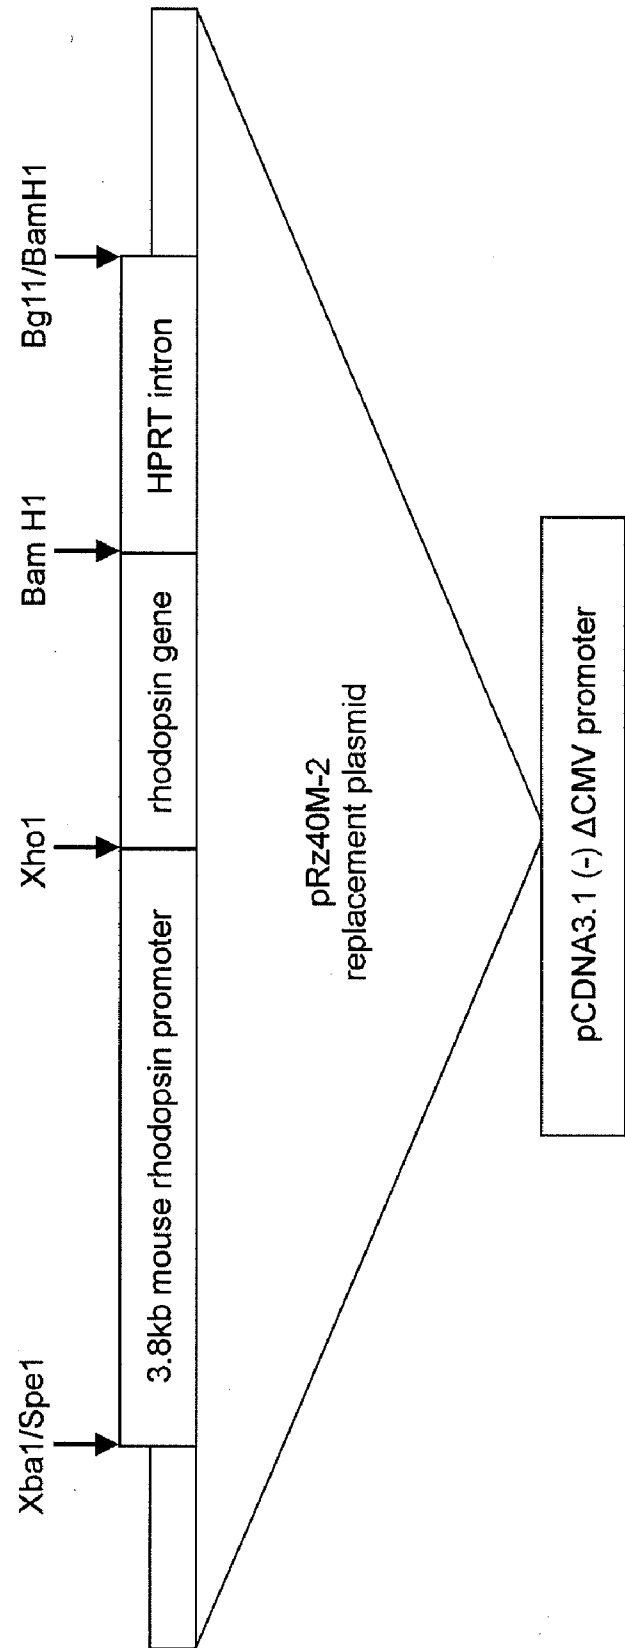 Xba1/Spe1
Xho1
Bam H1
Bg11/BamH1
3.8kb mouse rhodopsin promoter
rhodopsin gene
HPRT intron
pRz40M-2
replacement plasmid
pCDNA3.1 (-) ΔCMV promoter